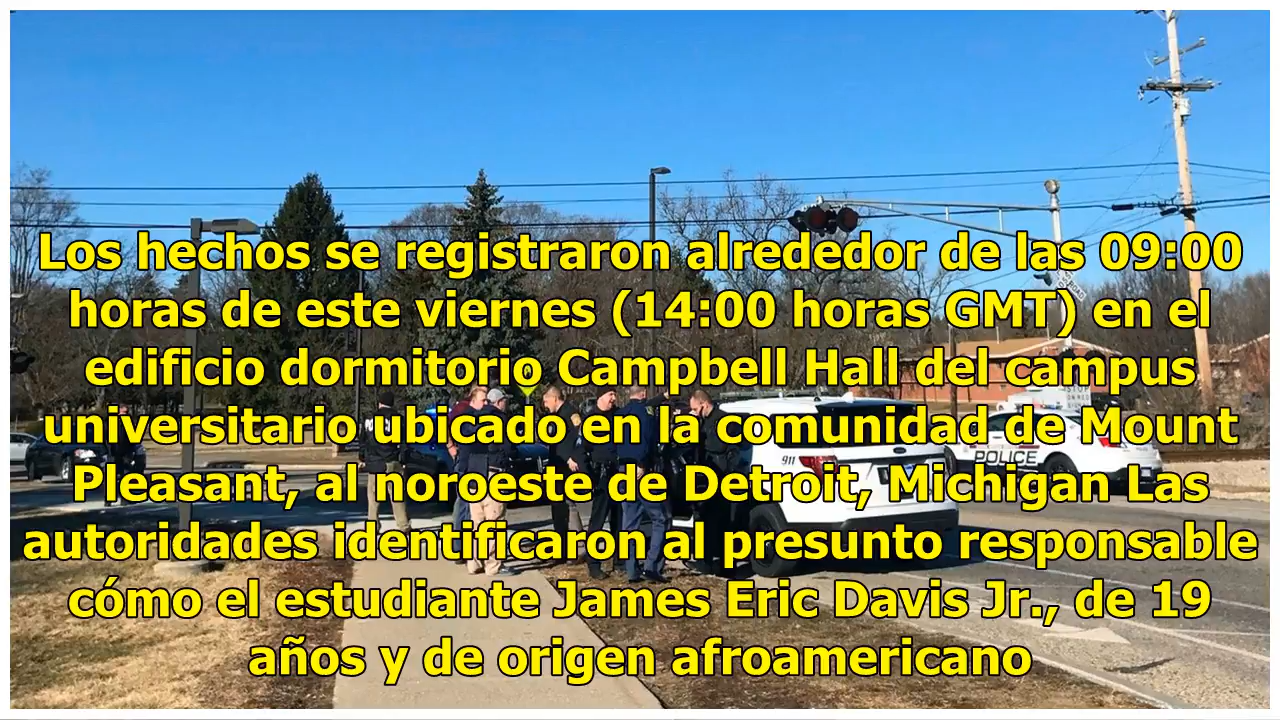 Los hechos se registraron alrededor de las 09:00
horas de este viernes (14:00 horas GMT) en el
edificio dormitorio Campbell Hall del campus
universitario ubicado en la comunidad de Mount
Pleasant, al noroeste de Detroit, Michigan Las
autoridades identificaron al presunto responsable
cómo el estudiante James Eric Davis Jr., de 19
años y de origen afroamericano
911
POLICE